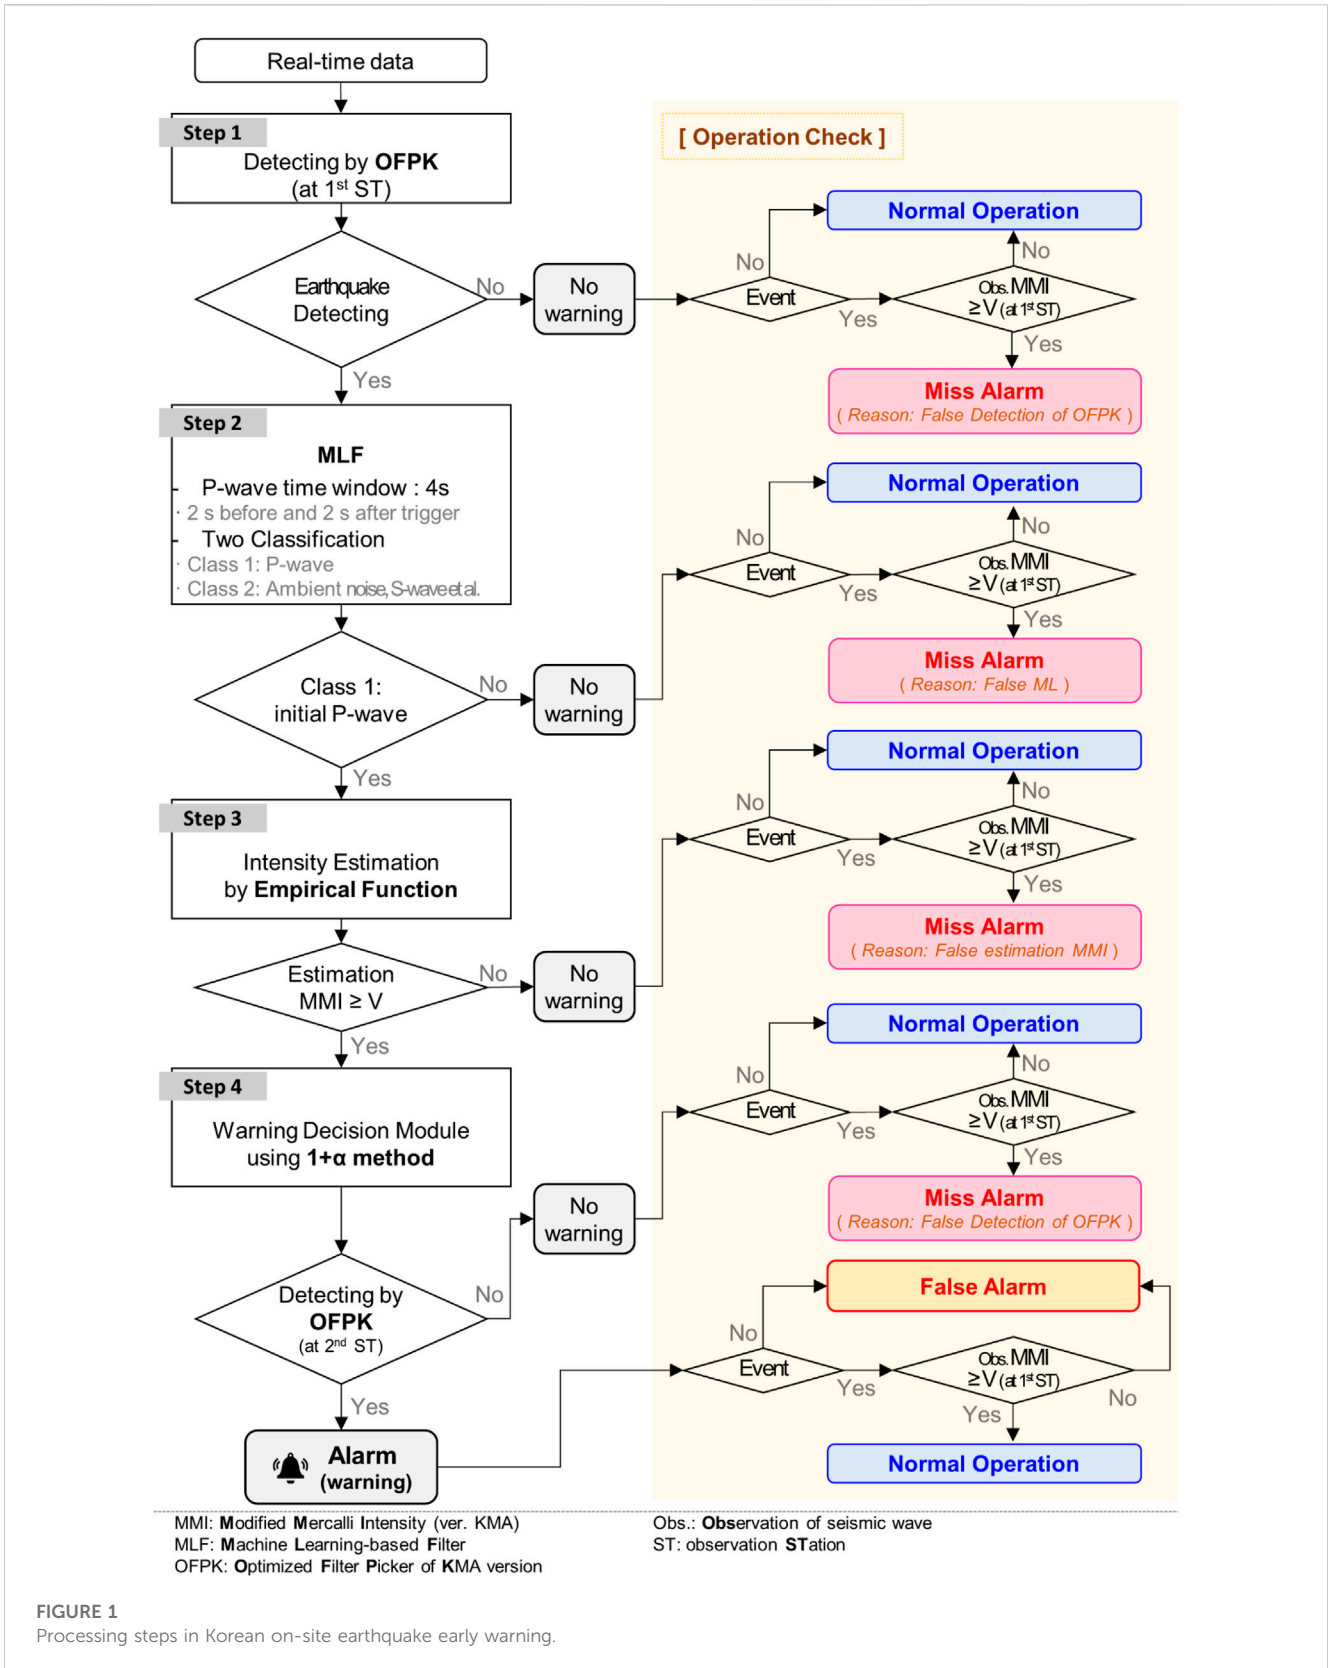 Real-time data
Step 1
Detecting by OFPK
(at 1st ST)
Earthquake
Detecting
No
No
warning
Yes
[ Operation Check ]
Normal Operation
No
Event
Yes
No
Obs. MMI
≥V (at 1st ST)
Yes
Miss Alarm
( Reason: False Detection of OFPK )
Step 2
MLF
- P-wave time window : 4s
· 2 s before and 2 s after trigger
- Two Classification
· Class 1: P-wave
· Class 2: Ambient noise, S-wave et al.
Class 1:
initial P-wave
No
No
warning
Yes
Normal Operation
No
Event
Yes
No
Obs. MMI
≥V (at 1st ST)
Yes
Miss Alarm
( Reason: False ML )
Step 3
Intensity Estimation
by Empirical Function
Estimation
MMI ≥ V
No
No
warning
Yes
Normal Operation
No
Event
Yes
No
Obs. MMI
≥V (at 1st ST)
Yes
Miss Alarm
( Reason: False estimation MMI )
Step 4
Warning Decision Module
using 1+α method
Detecting by
OFPK
(at 2nd ST)
No
No
warning
Yes
Normal Operation
No
Event
Yes
No
Obs. MMI
≥V (at 1st ST)
Yes
Miss Alarm
( Reason: False Detection of OFPK )
Alarm
(warning)
False Alarm
No
Event
Yes
Obs. MMI
≥V (at 1st ST)
No
Yes
Normal Operation
MMI: Modified Mercalli Intensity (ver. KMA)
MLF: Machine Learning-based Filter
OFPK: Optimized Filter Picker of KMA version
Obs.: Observation of seismic wave
ST: observation STation
FIGURE 1
Processing steps in Korean on-site earthquake early warning.